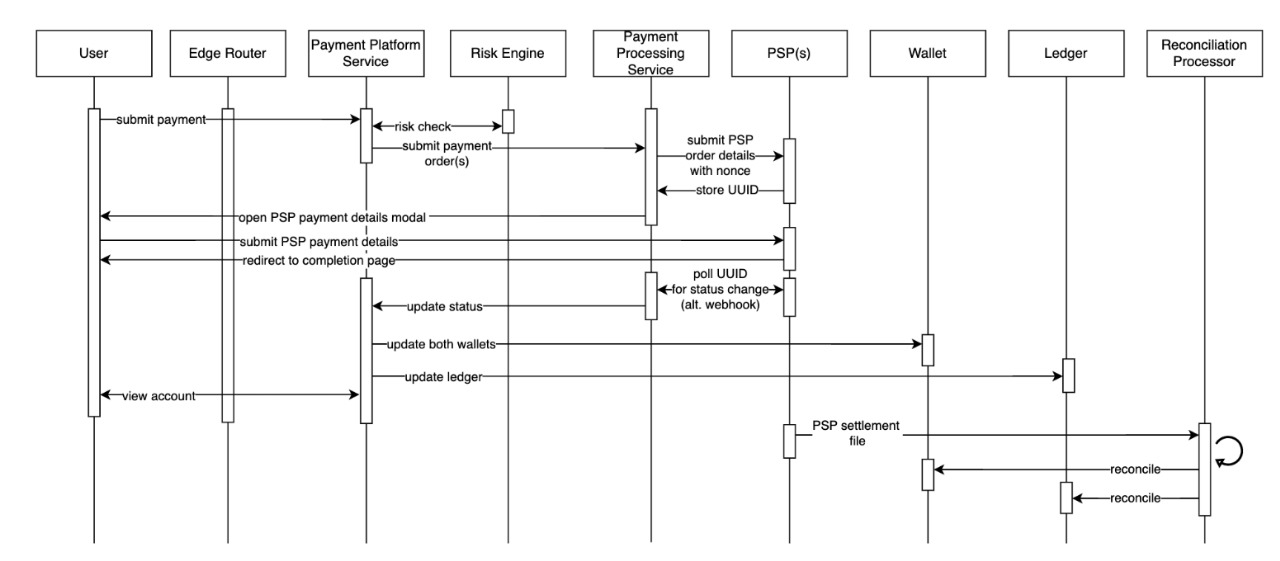 User
Edge Router
Payment Platform
Service
Risk Engine
Payment
Processing
Service
PSP(s)
Wallet
Ledger
Reconciliation
Processor
submit payment
risk check
submit payment
order(s)
submit PSP
order details
with nonce
store UUID
open PSP payment details modal
submit PSP payment details
redirect to completion page
poll UUID
for status change
(alt. webhook)
update status
update both wallets
update ledger
view account
PSP settlement
file
reconcile
reconcile